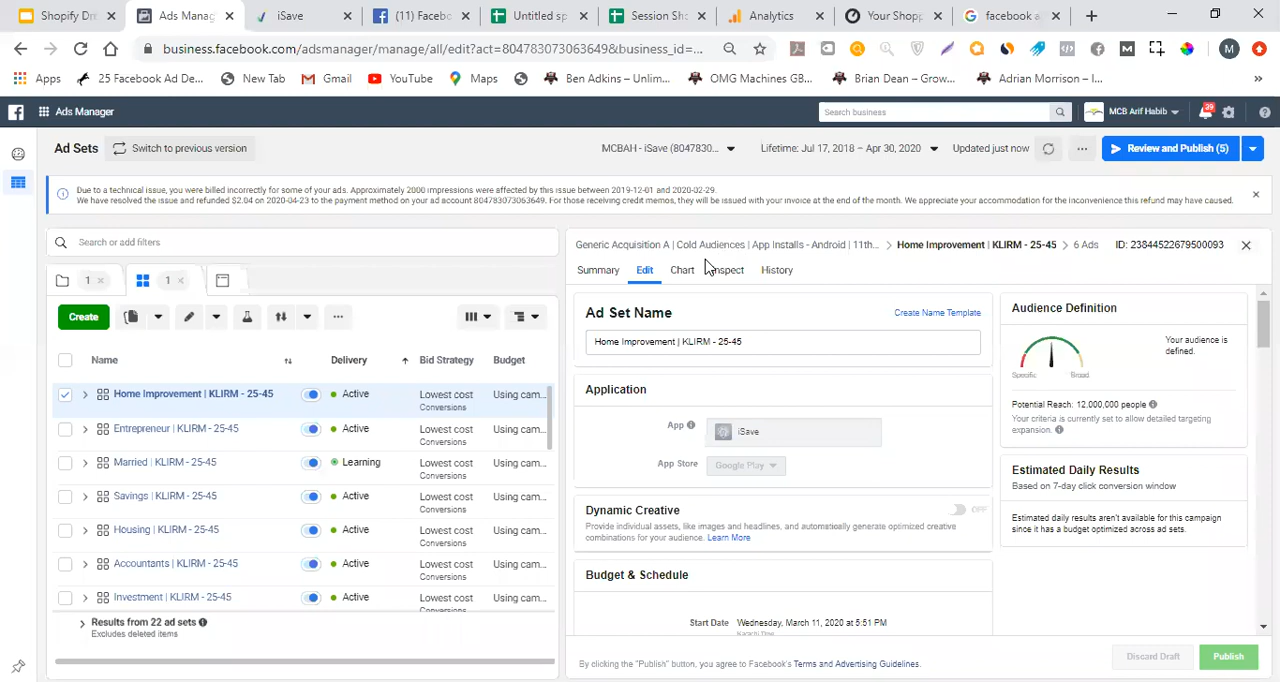 Shopify Dr
Ads Manag
iSave
(11) Facebo
Untitled sp
Session Sho
Analytics
Your Shopp
facebook a
business.facebook.com/adsmanager/manage/all/edit?act=804783073063649&business_id=...
M
Apps
25 Facebook Ad De...
New Tab
Gmail
YouTube
Maps
Ben Adkins – Unlim...
OMG Machines GB...
Brian Dean – Grow...
Adrian Morrison – I...
»
Ads Manager
Search business
MCB Arif Habib
39
Ad Sets
Switch to previous version
MCBAH - iSave (8047830...
Lifetime: Jul 17, 2018 – Apr 30, 2020
Updated just now
Review and Publish (5)
Due to a technical issue, you were billed incorrectly for some of your ads. Approximately 2000 impressions were affected by this issue between 2019-12-01 and 2020-02-29.
We have resolved the issue and refunded $2.04 on 2020-04-23 to the payment method on your ad account 804783073063649. For those receiving credit memos, they will be issued with your invoice at the end of the month. We appreciate your accommodation for the inconvenience this refund may have caused.
Search or add filters
Generic Acquisition A | Cold Audiences | App Installs - Android | 11th...
Home Improvement | KLIRM - 25-45
6 Ads
ID: 23844522679500093
1
1
Summary
Edit
Chart
Inspect
History
Create
Ad Set Name
Create Name Template
Home Improvement | KLIRM - 25-45
Audience Definition
Specific
Broad
Your audience is
defined.
Potential Reach: 12,000,000 people
Your criteria is currently set to allow detailed targeting
expansion.
Name
Delivery
Bid Strategy
Budget
Home Improvement | KLIRM - 25-45
Active
Lowest cost
Conversions
Using cam...
Entrepreneur | KLIRM - 25-45
Active
Lowest cost
Conversions
Using cam...
Married | KLIRM - 25-45
Learning
Lowest cost
Conversions
Using cam...
Savings | KLIRM - 25-45
Active
Lowest cost
Conversions
Using cam...
Housing | KLIRM - 25-45
Active
Lowest cost
Conversions
Using cam...
Accountants | KLIRM - 25-45
Active
Lowest cost
Conversions
Using cam...
Investment | KLIRM - 25-45
Active
Lowest cost
Conversions
Using cam...
Results from 22 ad sets
Excludes deleted items
Application
App
iSave
App Store
Google Play
Dynamic Creative
OFF
Provide individual assets, like images and headlines, and automatically generate optimized creative
combinations for your audience. Learn More
Budget & Schedule
Start Date
Wednesday, March 11, 2020 at 5:51 PM
Karachi Time
Estimated Daily Results
Based on 7-day click conversion window
Estimated daily results aren't available for this campaign
since it has a budget optimized across ad sets.
By clicking the "Publish" button, you agree to Facebook's Terms and Advertising Guidelines.
Discard Draft
Publish